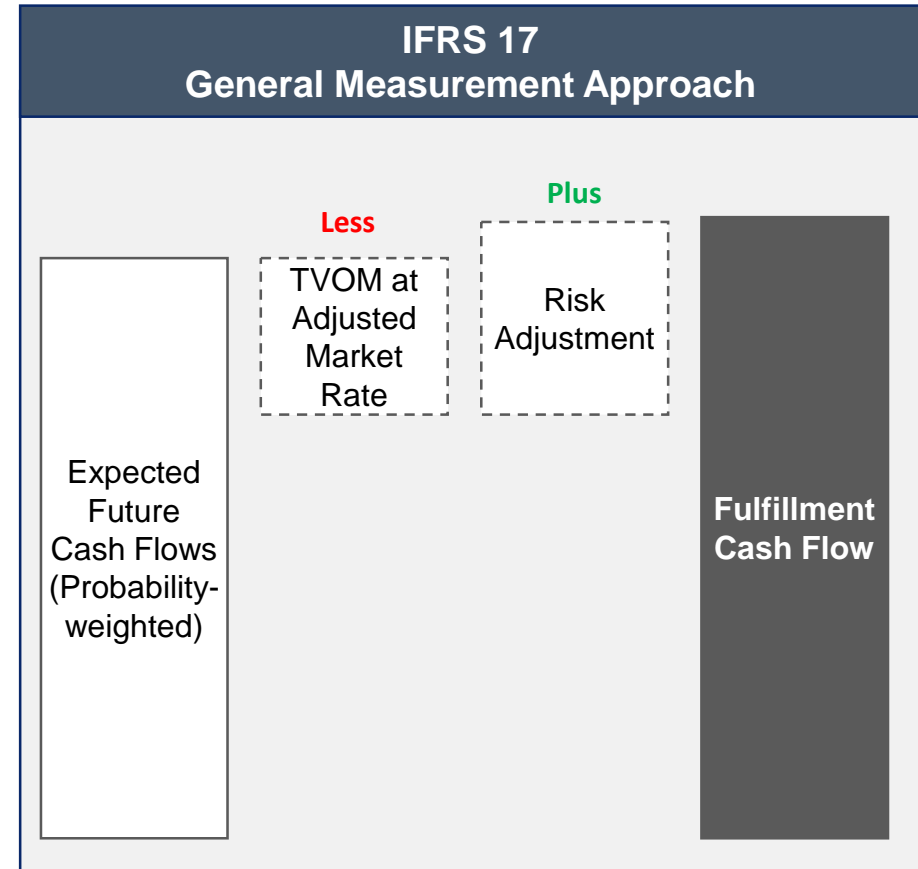 IFRS 17
General Measurement Approach
Expected
Future
Cash Flows
(Probability-
weighted)
Less
TVOM at
Adjusted
Market
Rate
Plus
Risk
Adjustment
Fulfillment
Cash Flow